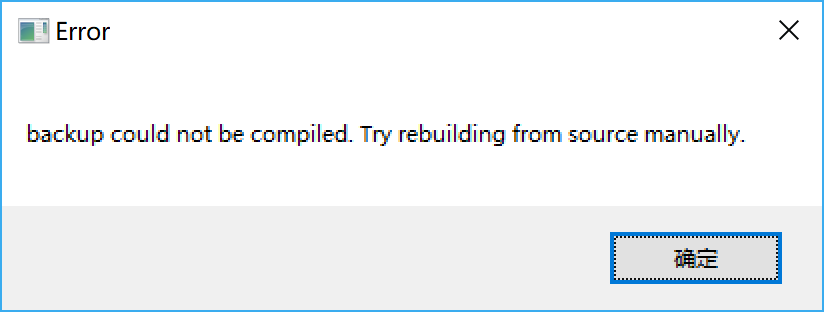 Error
backup could not be compiled. Try rebuilding from source manually.
确定